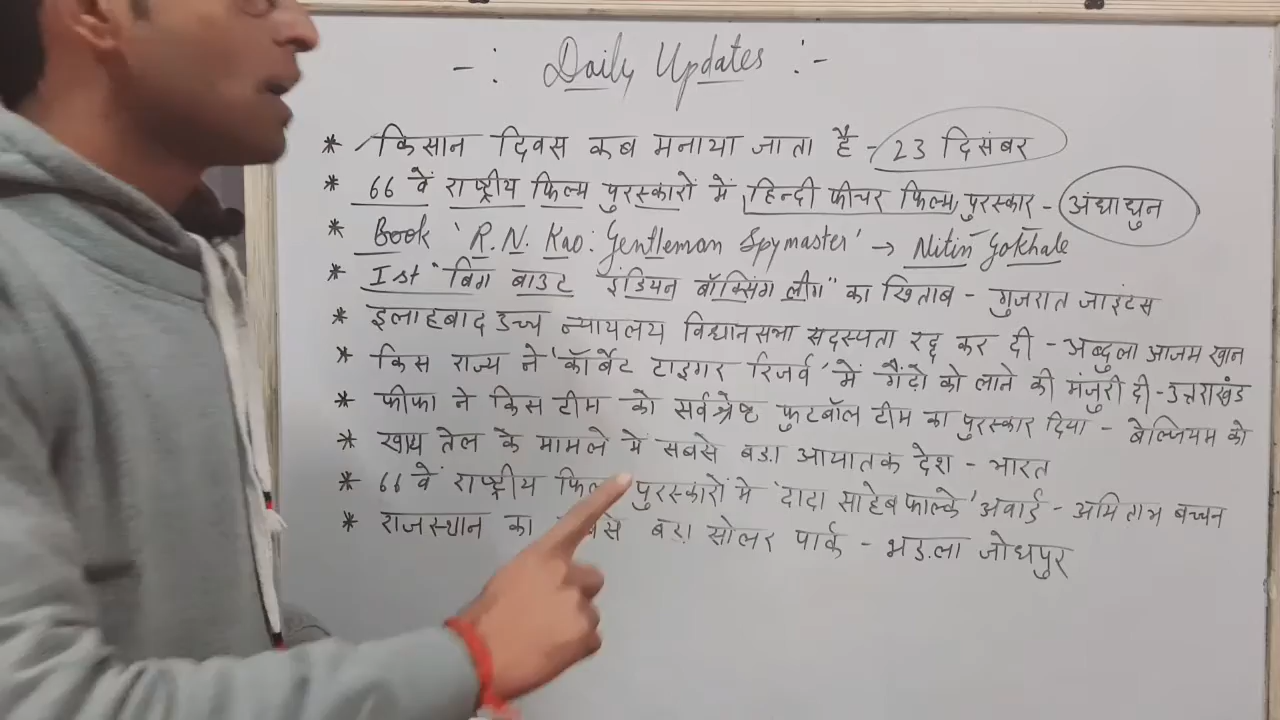 -: Daily Updates :-
* किसान दिवस कब मनाया जाता है - 23 दिसंबर
* 66 वें राष्ट्रीय फिल्म पुरस्कारों में हिन्दी फीचर फिल्म पुरस्कार - अंधाधुन
* Book 'R.N. Kao: Gentleman Spymaster' → Nitin Gokhale
* Ist "बिग बाउट इंडियन बॉक्सिंग लीग" का खिताब - गुजरात जाइंटस
* इलाहबाद उच्च न्यायलय विधानसभा सदस्यता रद्द कर दी - अब्दुला आजम खान
* किस राज्य ने 'कॉर्बेट टाइगर रिजर्व' में गैंडो को लाने की मंजुरी दी - उत्तराखंड
* फीफा ने किस टीम को सर्वश्रेष्ट फुटबॉल टीम का पुरस्कार दिया - बेल्जियम को
* खाय तेल के मामले में सबसे बड़ा आयातक देश - भारत
* 66 वें राष्ट्रीय पुरस्कारों में 'दादा साहेब फाल्के' अवार्ड - अमिताभ बच्चन
* राजस्थान का बड़ा सोलर पार्क - भड़ला जोधपुर